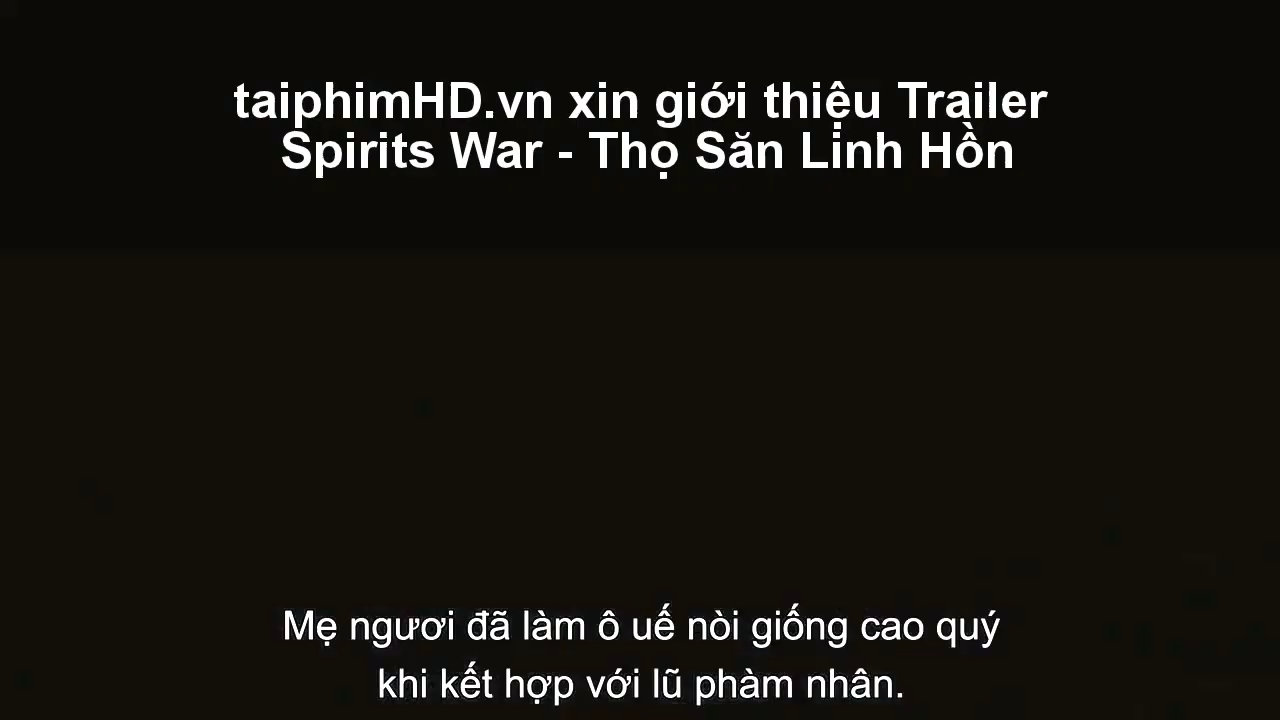 taiphimHD.vn xin giới thiệu Trailer
Spirits War - Thọ Săn Linh Hồn
Mẹ ngươi đã làm ô uế nòi giống cao quý
khi kết hợp với lũ phàm nhân.